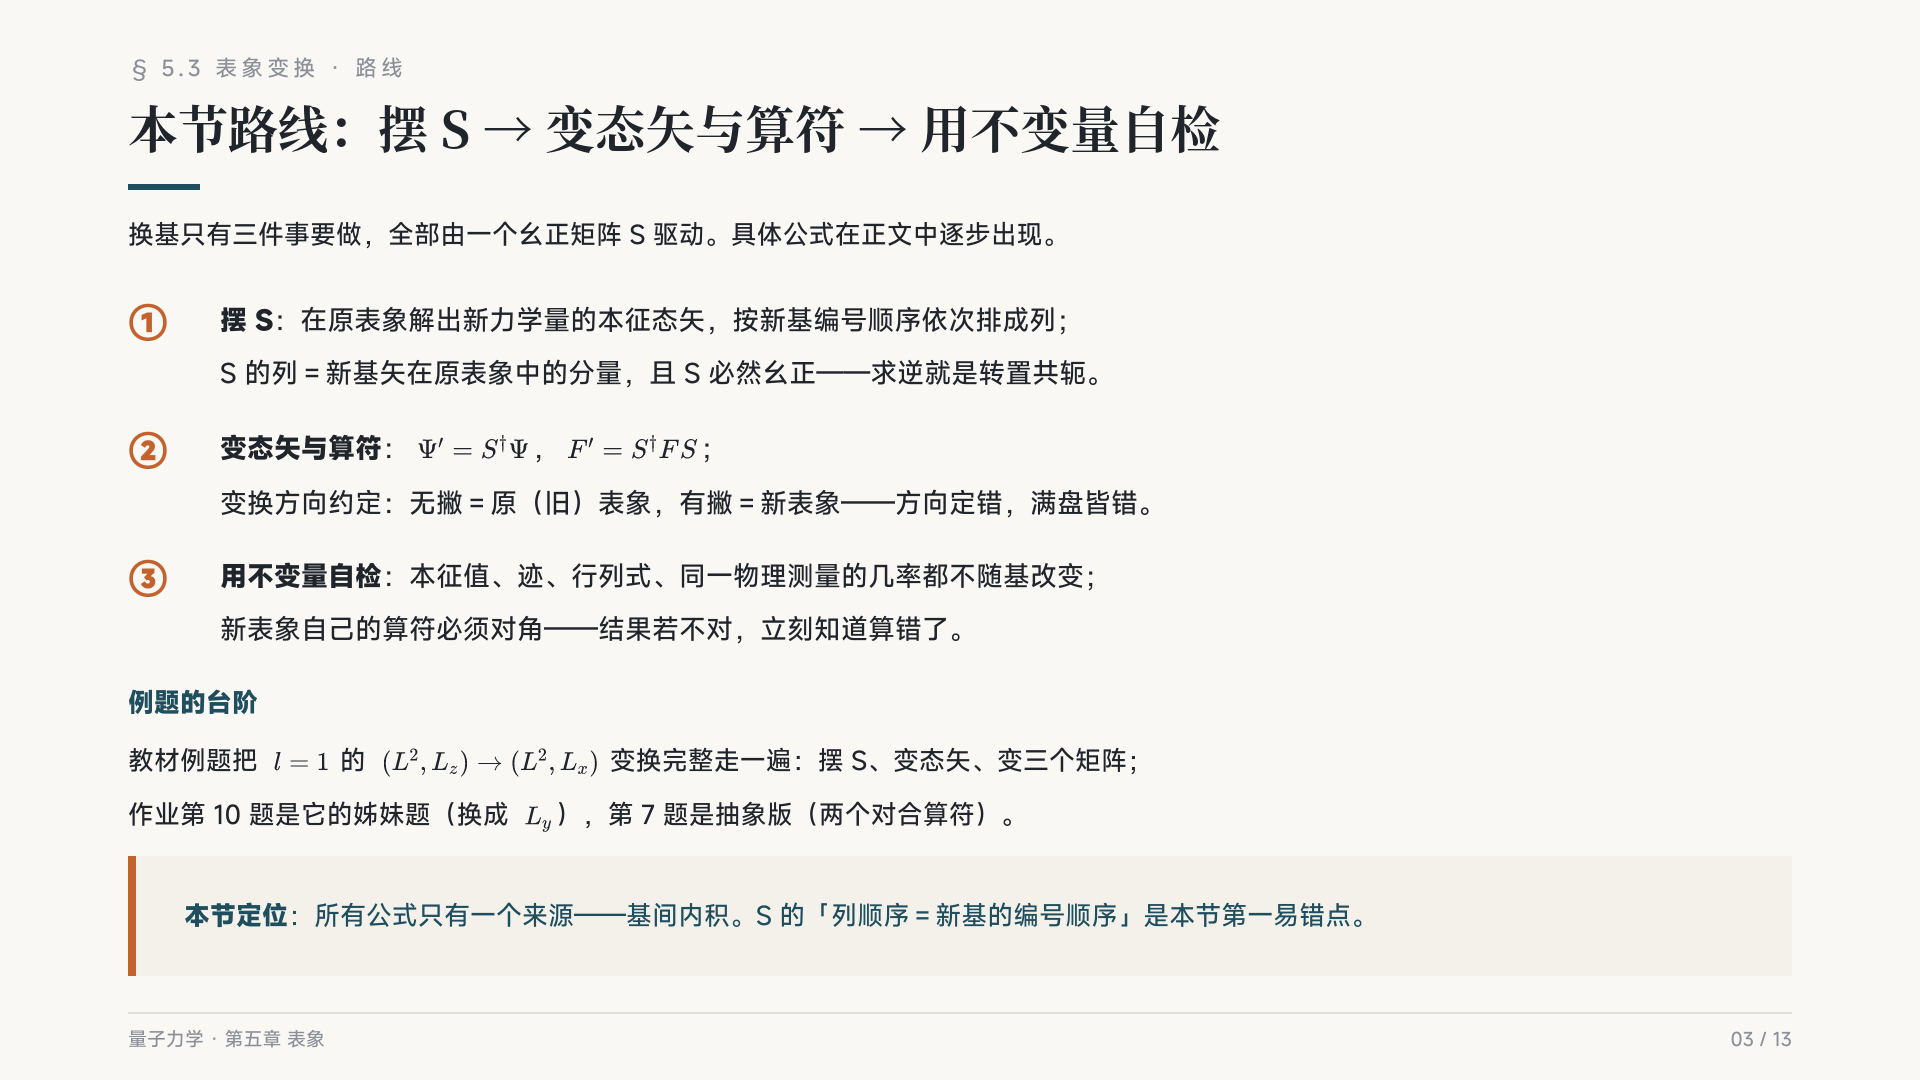 § 5.3 表象变换 · 路线
本节路线：摆 S → 变态矢与算符 → 用不变量自检
换基只有三件事要做，全部由一个幺正矩阵 S 驱动。具体公式在正文中逐步出现。
① 摆 S：在原表象解出新力学量的本征态矢，按新基编号顺序依次排成列；
S 的列 = 新基矢在原表象中的分量，且 S 必然幺正——求逆就是转置共轭。
② 变态矢与算符： Ψ′ = S†Ψ， F′ = S†FS；
变换方向约定：无撇 = 原（旧）表象，有撇 = 新表象——方向定错，满盘皆错。
③ 用不变量自检：本征值、迹、行列式、同一物理测量的几率都不随基改变；
新表象自己的算符必须对角——结果若不对，立刻知道算错了。
例题的台阶
教材例题把 l = 1 的 (L², L_z) → (L², L_x) 变换完整走一遍：摆 S、变态矢、变三个矩阵；
作业第 10 题是它的姊妹题（换成 L_y），第 7 题是抽象版（两个对合算符）。
本节定位：所有公式只有一个来源——基间内积。S 的「列顺序 = 新基的编号顺序」是本节第一易错点。
量子力学 · 第五章 表象
03 / 13